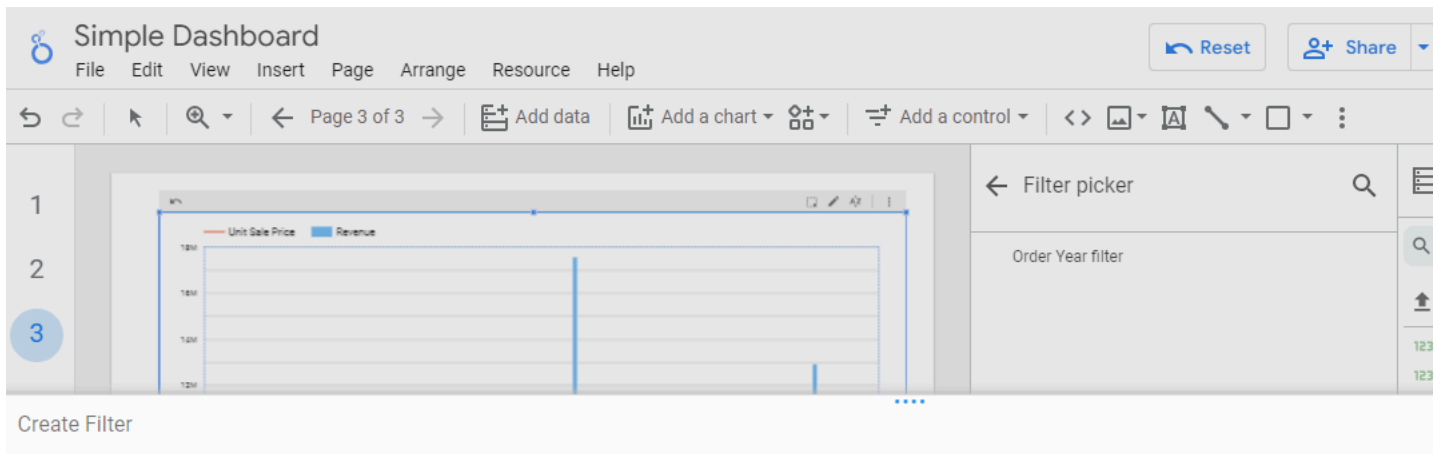 Simple Dashboard
File Edit View Insert Page Arrange Resource Help
Reset
Share
Page 3 of 3
Add data
Add a chart
Add a control
1
2
3
Unit Sale Price
Revenue
18M
16M
14M
12M
Filter picker
Order Year filter
123
123
Create Filter